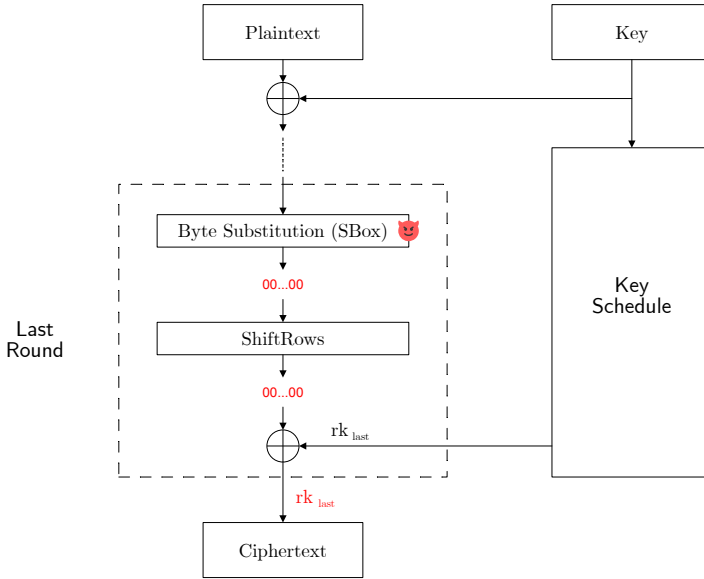 Plaintext
Key
Byte Substitution (SBox)
00...00
Key
Schedule
Last
Round
ShiftRows
00...00
rk last
rk last
Ciphertext